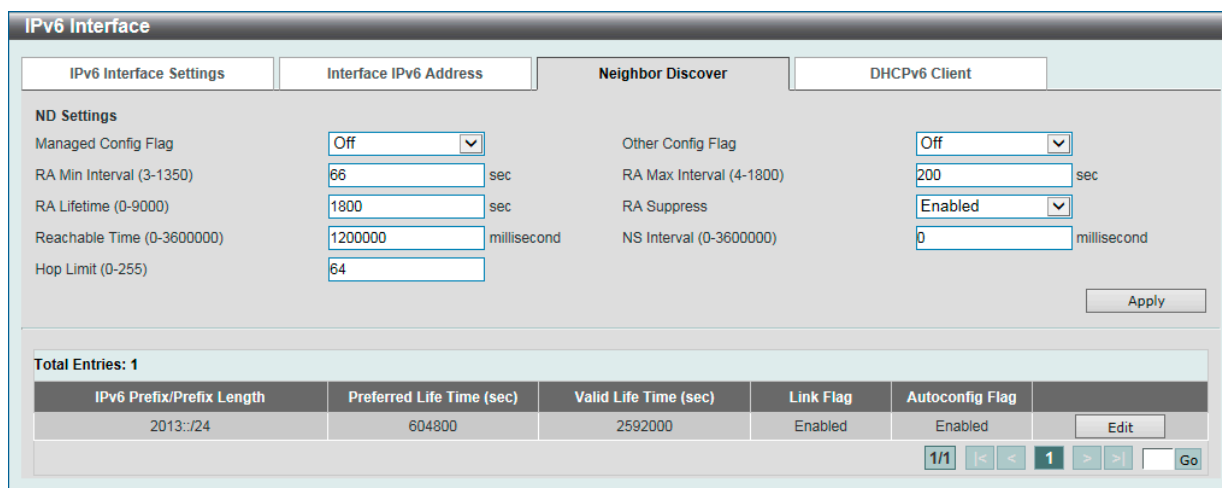 IPv6 Interface
IPv6 Interface Settings Interface IPv6 Address Neighbor Discover DHCPv6 Client
ND Settings
Managed Config Flag Off Other Config Flag Off
RA Min Interval (3-1350) 66 sec RA Max Interval (4-1800) 200 sec
RA Lifetime (0-9000) 1800 sec RA Suppress Enabled
Reachable Time (0-3600000) 1200000 millisecond NS Interval (0-3600000) 0 millisecond
Hop Limit (0-255) 64
Apply
Total Entries: 1
IPv6 Prefix/Prefix Length Preferred Life Time (sec) Valid Life Time (sec) Link Flag Autoconfig Flag
2013::/24 604800 2592000 Enabled Enabled Edit
1/1 |< < 1 > >| Go